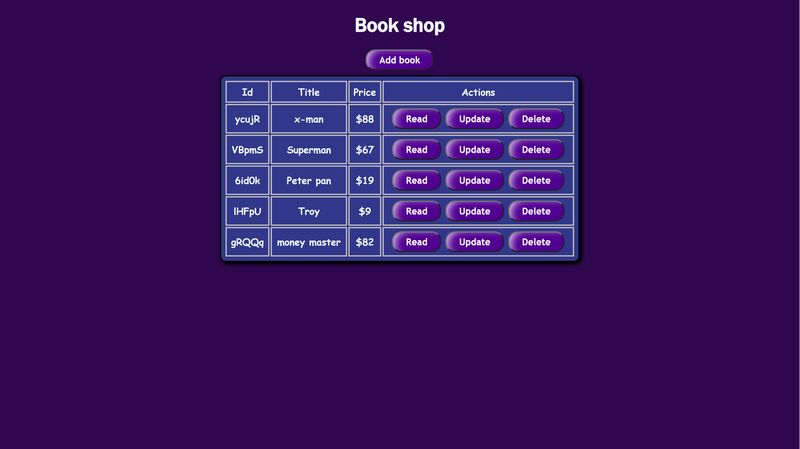 Book shop
Add book
Id Title Price Actions
ycujR x-man $88 Read Update Delete
VBpmS Superman $67 Read Update Delete
6id0k Peter pan $19 Read Update Delete
lHFpU Troy $9 Read Update Delete
gRQQq money master $82 Read Update Delete